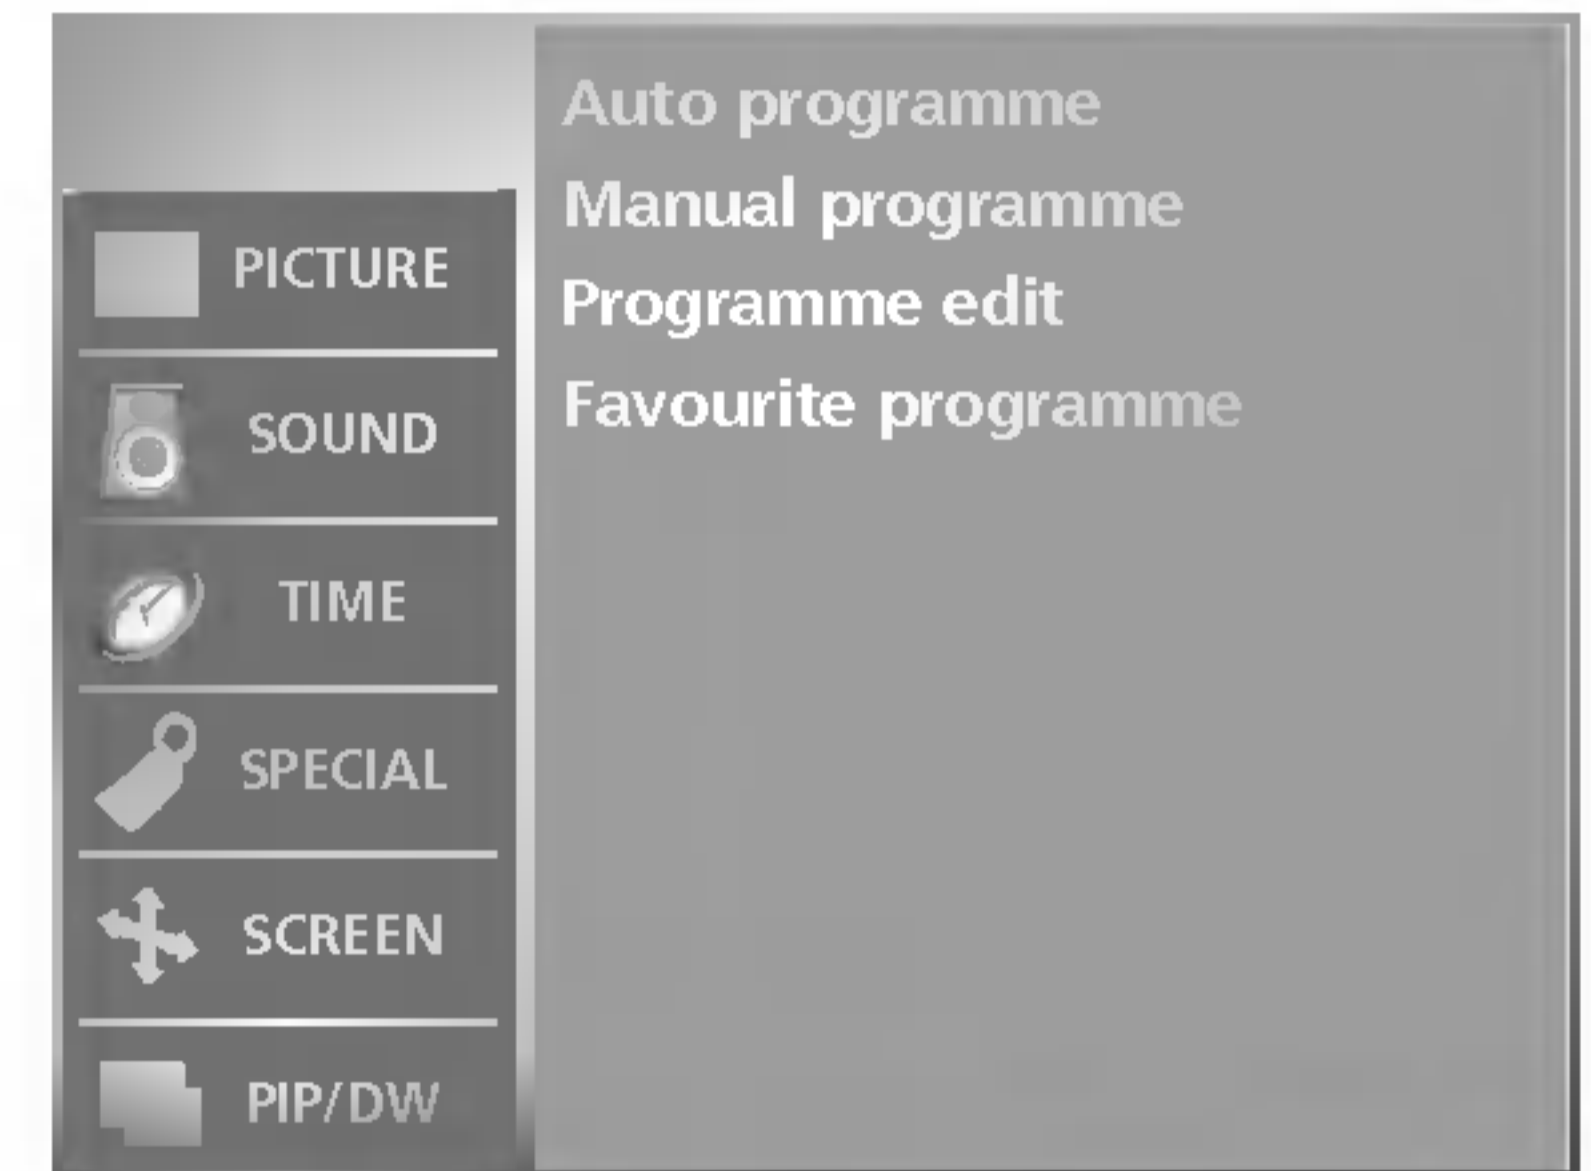 Auto programme
Manual programme
Programme edit
Favourite programme
PICTURE
SOUND
TIME
SPECIAL
SCREEN
PIP/DW